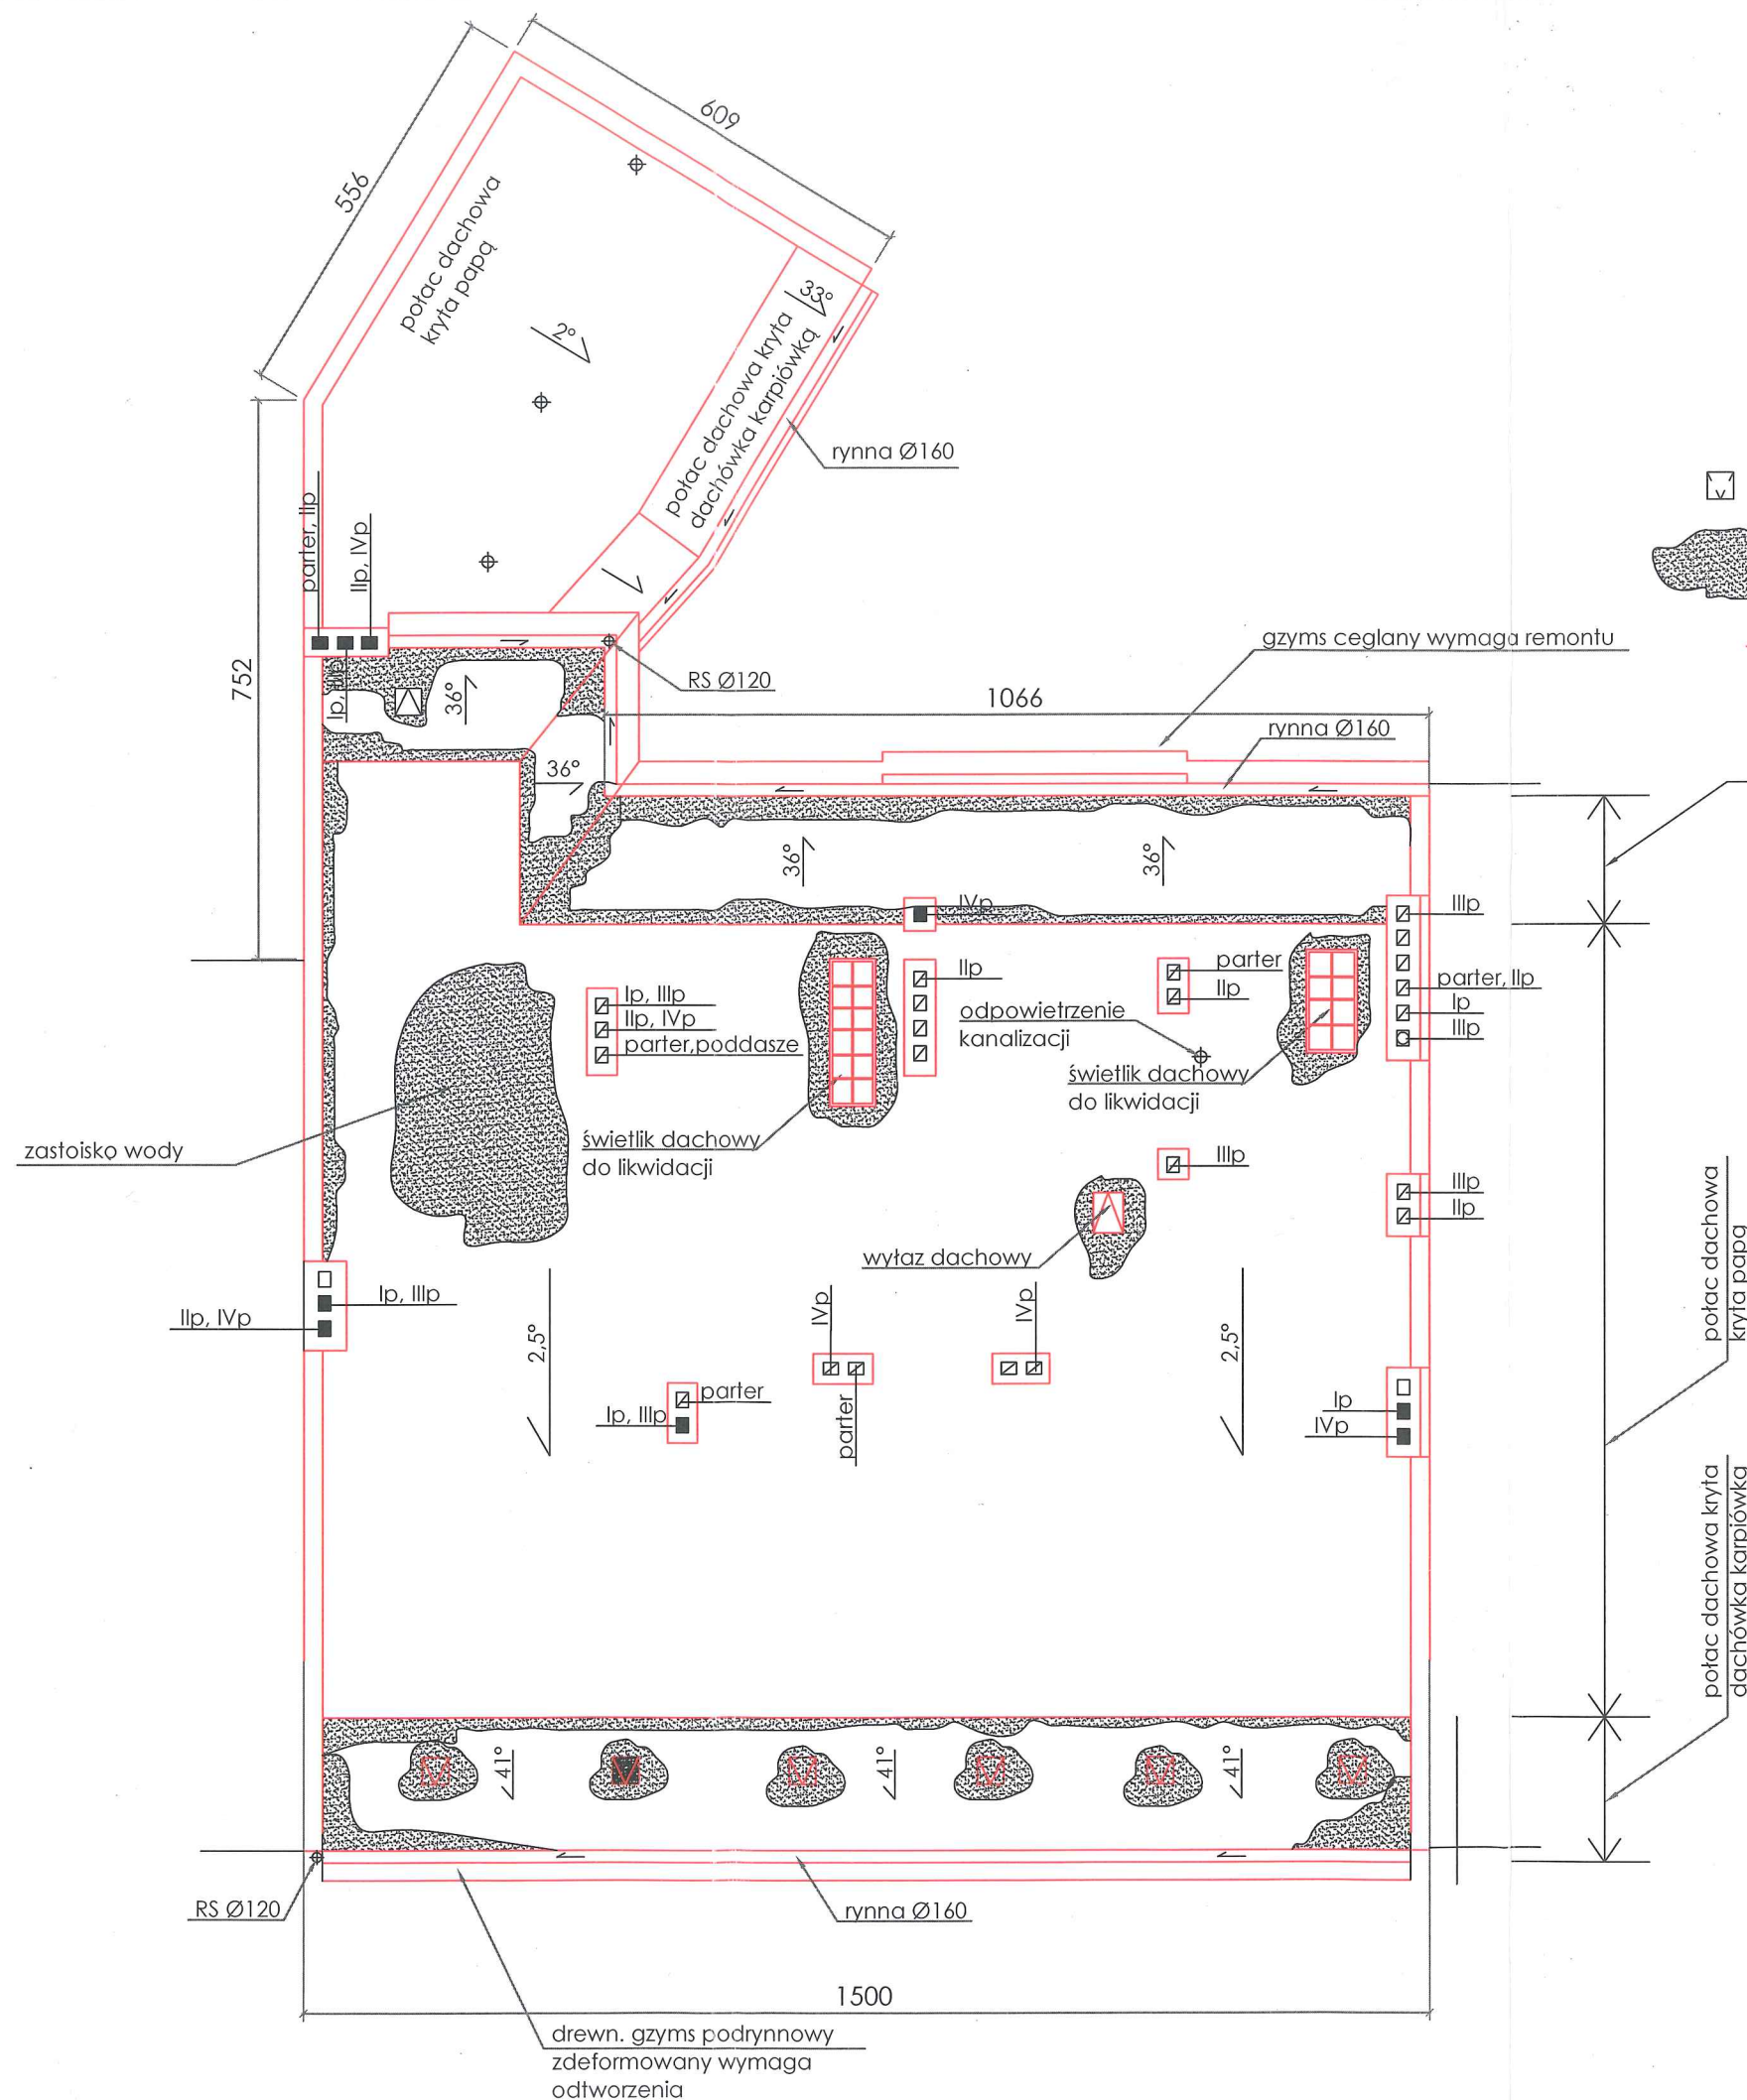 609
556
połac dachowa
kryta papą
2°
33°
połac dachowa kryta
dachówka karpiówką
rynna Ø160
parter, IIp
IIp, IVp
752
36°
RS Ø120
gzyms ceglany wymaga remontu
1066
rynna Ø160
36°
36°
36°
IVp
IIIp
IIp
parter
IIp
parter, IIp
Ip
IIIp
Ip, IIIp
IIp, IVp
parter,poddasze
odpowietrzenie
kanalizacji
świetlik dachowy
do likwidacji
świetlik dachowy
do likwidacji
zastoisko wody
IIIp
IIIp
IIp
wyłaz dachowy
połac dachowa
kryta papą
Ip, IIIp
IIp, IVp
2,5°
IVp
IVp
2,5°
parter
Ip, IIIp
parter
Ip
IVp
połac dachowa kryta
dachówka karpiówka
41°
41°
41°
RS Ø120
rynna Ø160
1500
drewn. gzyms podrynnowy
zdeformowany wymaga
odtworzenia